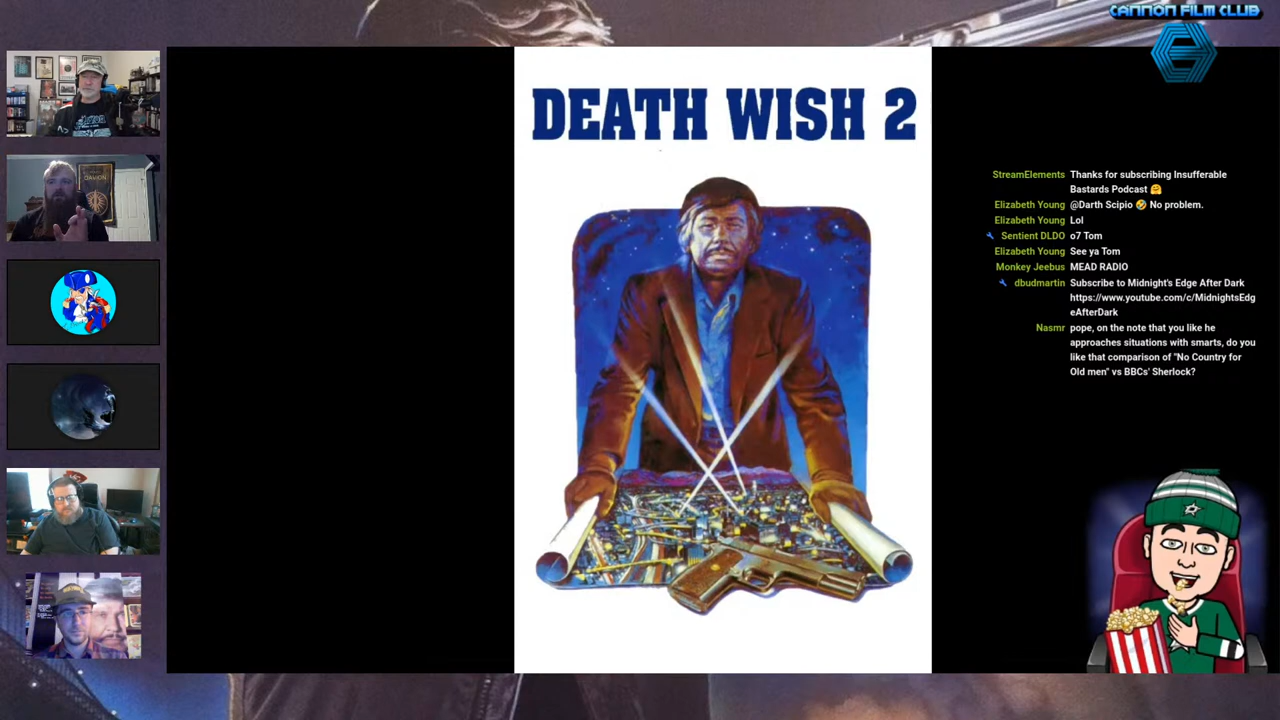 CANNON FILM CLUB
DEATH WISH 2
DAVION
StreamElements Thanks for subscribing Insufferable
Bastards Podcast 🤗
Elizabeth Young @Darth Scipio 🤣 No problem.
Elizabeth Young Lol
Sentient DLDO o7 Tom
Elizabeth Young See ya Tom
Monkey Jeebus MEAD RADIO
dbudmartin Subscribe to Midnight's Edge After Dark
https://www.youtube.com/c/MidnightsEdg
eAfterDark
Nasmr pope, on the note that you like he
approaches situations with smarts, do you
like that comparison of "No Country for
Old men" vs BBCs' Sherlock?